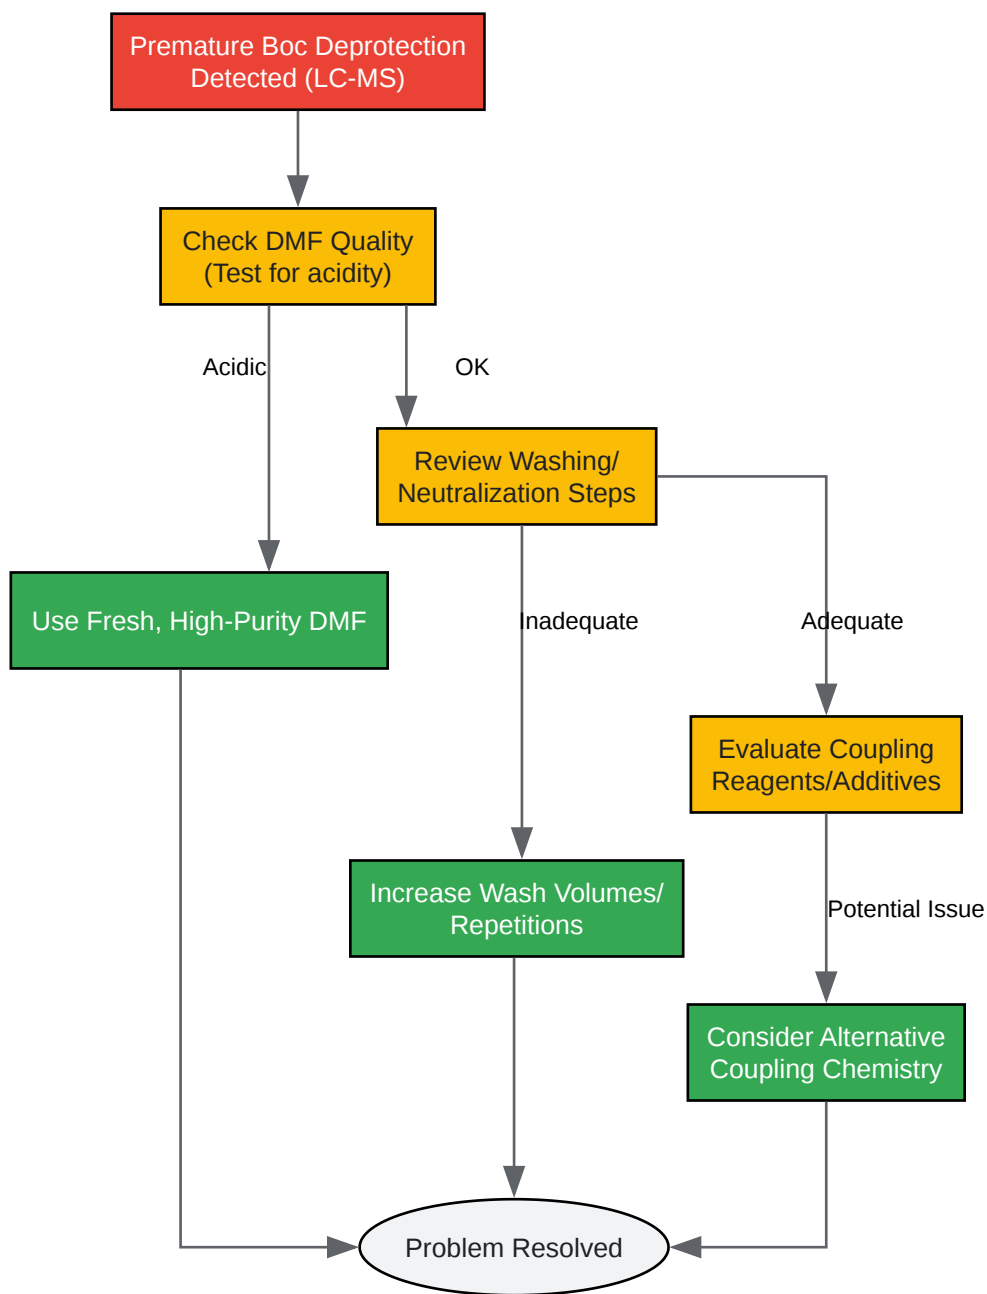 Premature Boc Deprotection
Detected (LC-MS)
Check DMF Quality
(Test for acidity)
Acidic
OK
Review Washing/
Neutralization Steps
Use Fresh, High-Purity DMF
Inadequate
Adequate
Evaluate Coupling
Reagents/Additives
Increase Wash Volumes/
Repetitions
Potential Issue
Consider Alternative
Coupling Chemistry
Problem Resolved